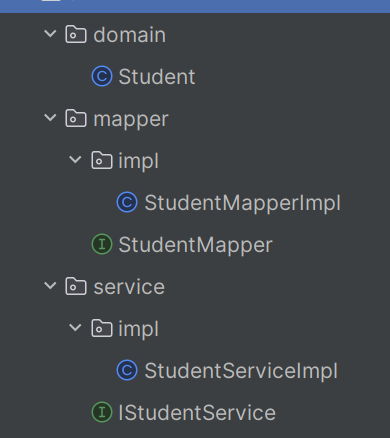 domain
C Student
mapper
impl
C StudentMapperImpl
I StudentMapper
service
impl
C StudentServiceImpl
I IStudentService